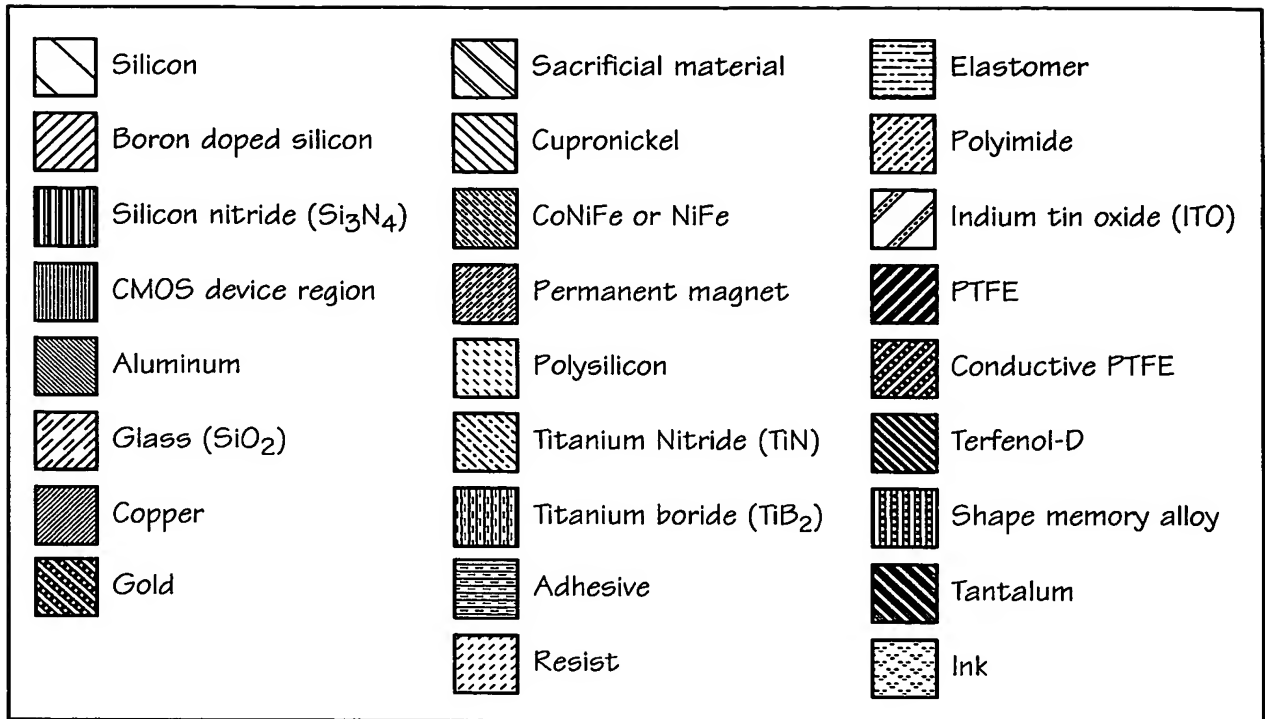 Silicon
Boron doped silicon
Silicon nitride (Si₃N₄)
CMOS device region
Aluminum
Glass (SiO₂)
Copper
Gold
Sacrificial material
Cupronickel
CoNiFe or NiFe
Permanent magnet
Polysilicon
Titanium Nitride (TiN)
Titanium boride (TiB₂)
Adhesive
Resist
Elastomer
Polyimide
Indium tin oxide (ITO)
PTFE
Conductive PTFE
Terfenol-D
Shape memory alloy
Tantalum
Ink